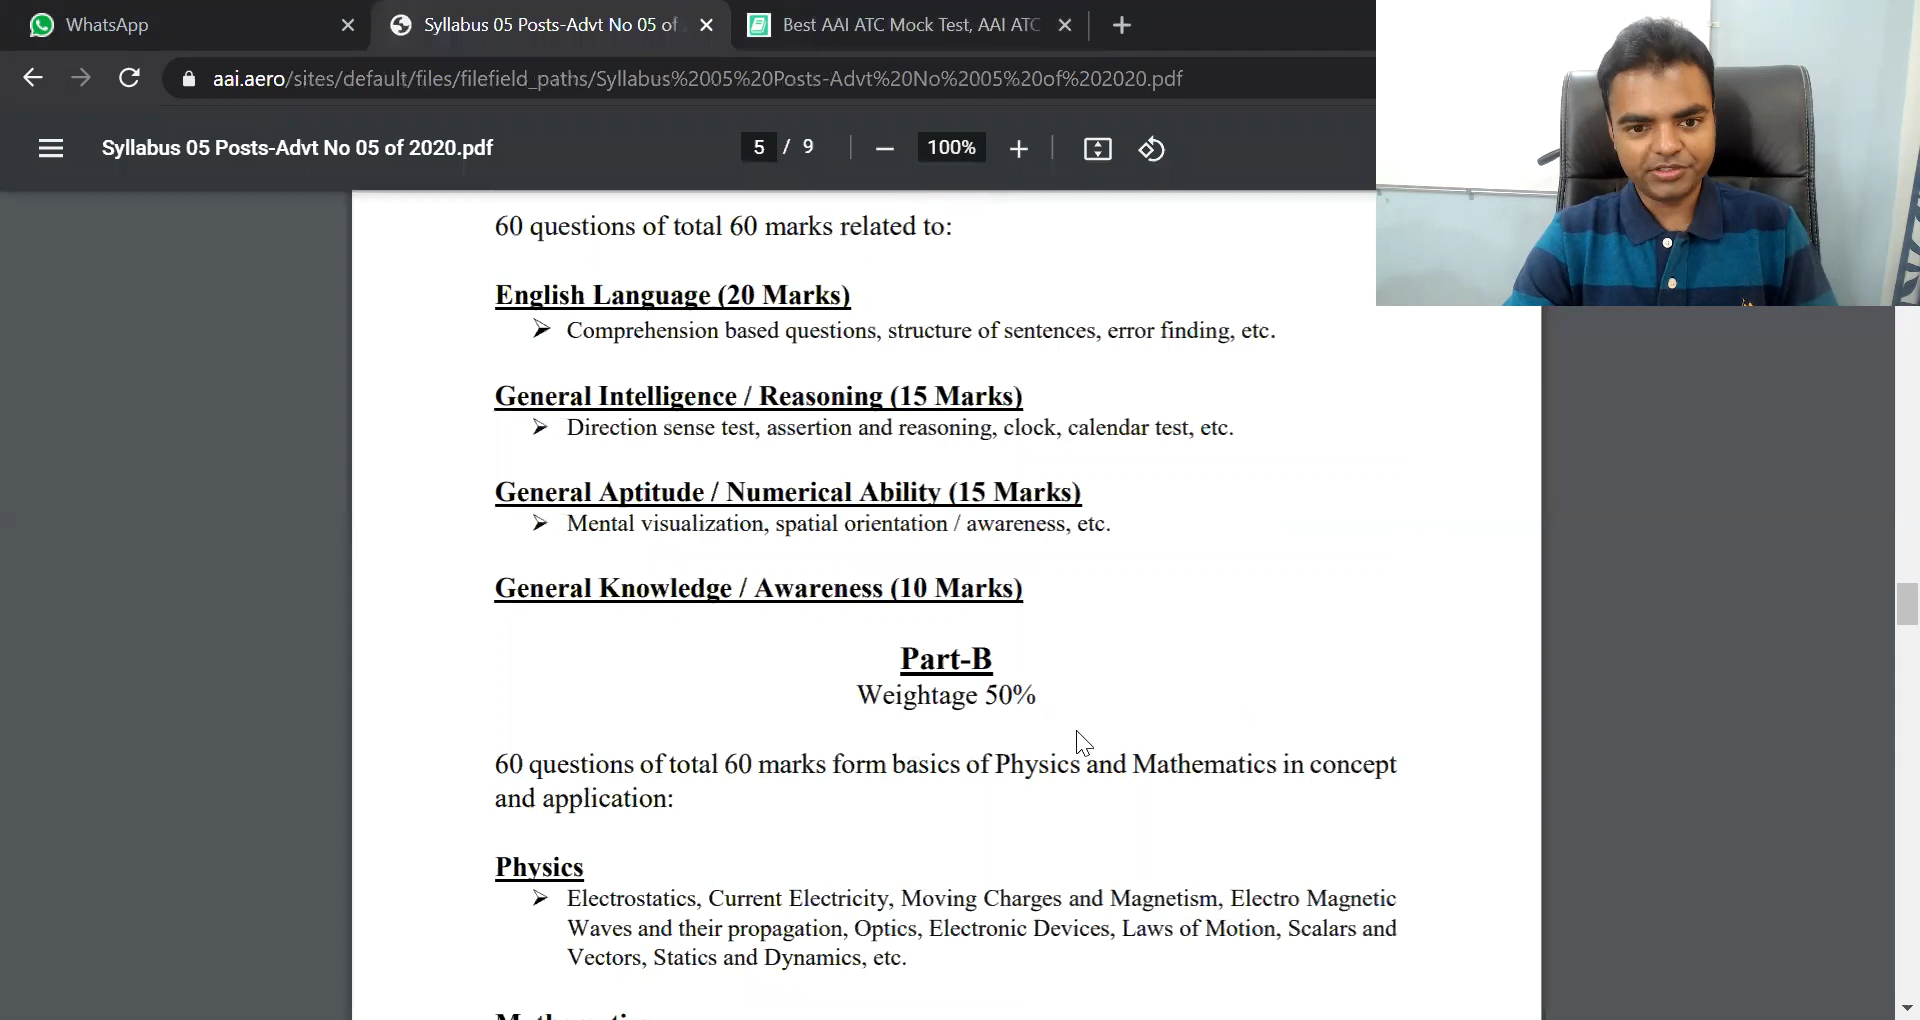 WhatsApp
Syllabus 05 Posts-Advt No 05 of
Best AAI ATC Mock Test, AAI ATC
aai.aero/sites/default/files/filefield_paths/Syllabus%2005%20Posts-Advt%20No%2005%20of%202020.pdf
Syllabus 05 Posts-Advt No 05 of 2020.pdf
5 / 9
100%
60 questions of total 60 marks related to:
English Language (20 Marks)
➢ Comprehension based questions, structure of sentences, error finding, etc.
General Intelligence / Reasoning (15 Marks)
➢ Direction sense test, assertion and reasoning, clock, calendar test, etc.
General Aptitude / Numerical Ability (15 Marks)
➢ Mental visualization, spatial orientation / awareness, etc.
General Knowledge / Awareness (10 Marks)
Part-B
Weightage 50%
60 questions of total 60 marks form basics of Physics and Mathematics in concept
and application:
Physics
➢ Electrostatics, Current Electricity, Moving Charges and Magnetism, Electro Magnetic
Waves and their propagation, Optics, Electronic Devices, Laws of Motion, Scalars and
Vectors, Statics and Dynamics, etc.